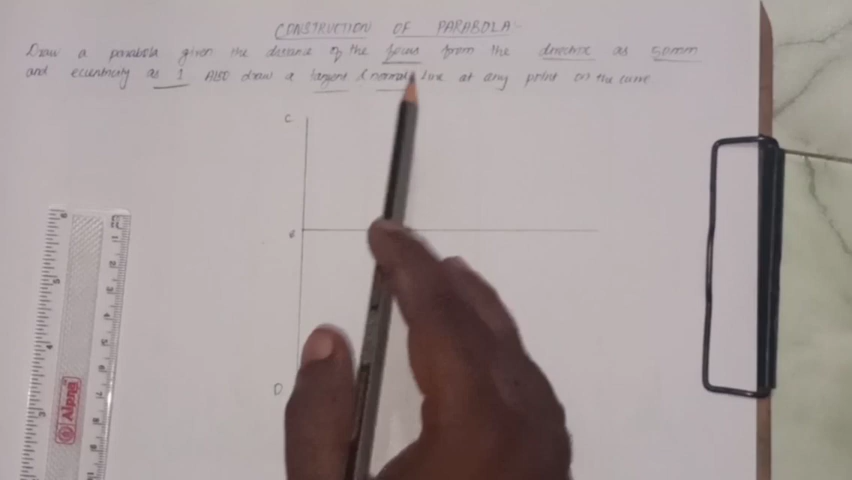 CONSTRUCTION OF PARABOLA
Draw a parabola given the distance of the focus from the directrix as 50mm
and eccentricity as 1 Also draw a tangent & normal line at any point on the curve
C
A
D
Alpha